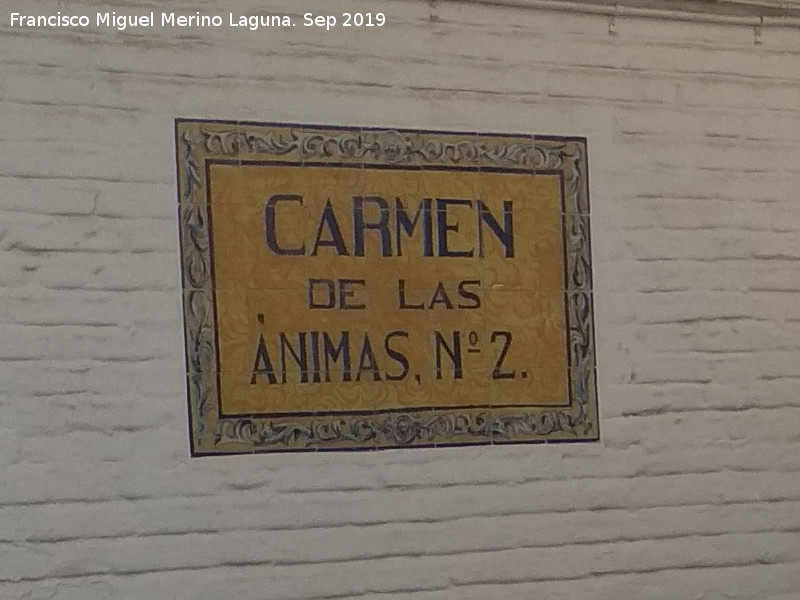 Francisco Miguel Merino Laguna. Sep 2019
CARMEN
DE LAS
ÁNIMAS, Nº 2.